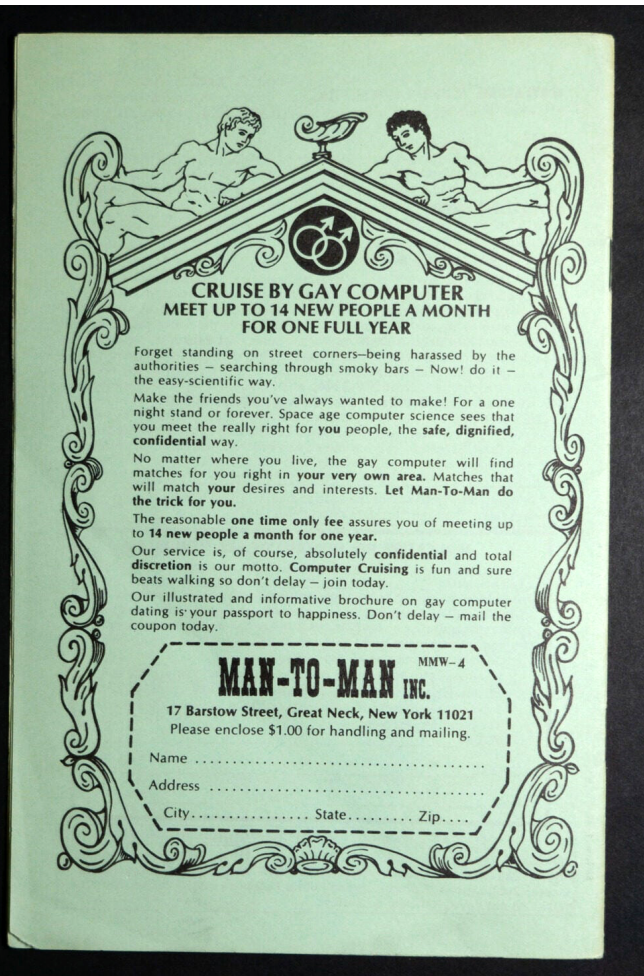 CRUISE BY GAY COMPUTER
MEET UP TO 14 NEW PEOPLE A MONTH
FOR ONE FULL YEAR
Forget standing on street corners—being harassed by the
authorities – searching through smoky bars – Now! do it –
the easy-scientific way.
Make the friends you've always wanted to make! For a one
night stand or forever. Space age computer science sees that
you meet the really right for you people, the safe, dignified,
confidential way.
No matter where you live, the gay computer will find
matches for you right in your very own area. Matches that
will match your desires and interests. Let Man-To-Man do
the trick for you.
The reasonable one time only fee assures you of meeting up
to 14 new people a month for one year.
Our service is, of course, absolutely confidential and total
discretion is our motto. Computer Cruising is fun and sure
beats walking so don't delay – join today.
Our illustrated and informative brochure on gay computer
dating is your passport to happiness. Don't delay – mail the
coupon today.
MAN-TO-MAN INC. MMW-4
17 Barstow Street, Great Neck, New York 11021
Please enclose $1.00 for handling and mailing.
Name ........................................
Address ........................................
City................ State......... Zip....